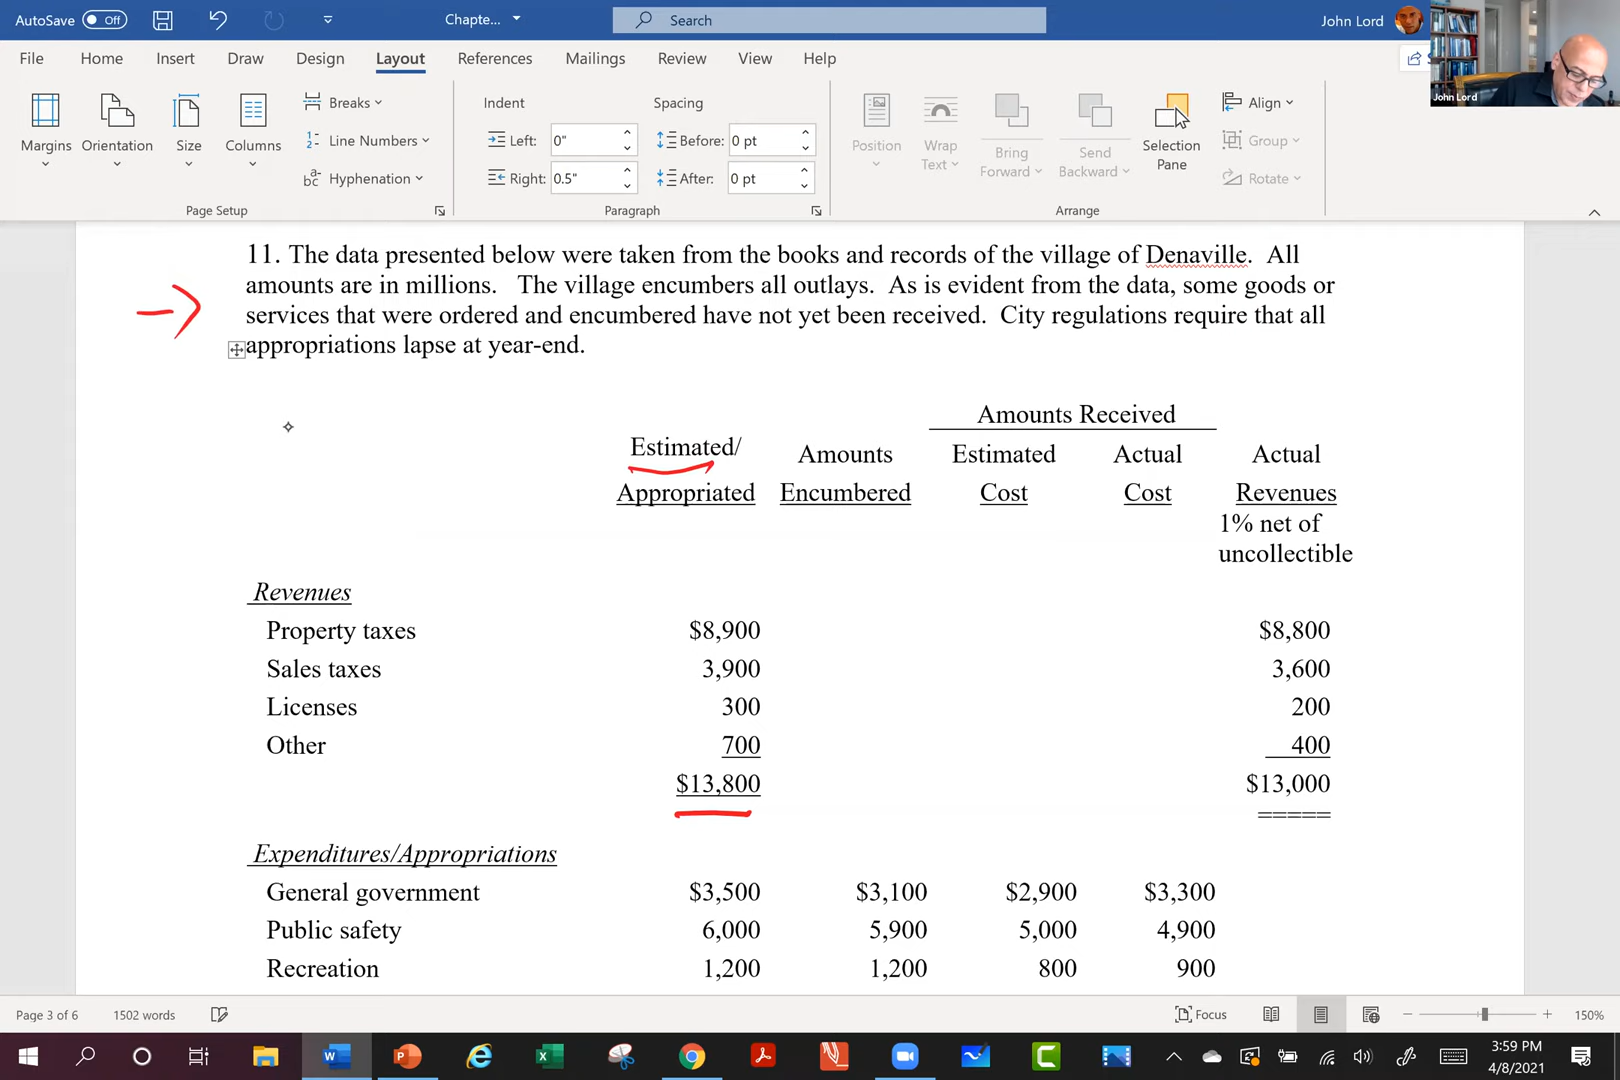 AutoSave Off Chapte... Search John Lord
File Home Insert Draw Design Layout References Mailings Review View Help
John Lord
Margins Orientation Size Columns
Breaks
Line Numbers
Hyphenation
Page Setup
Indent Spacing
Left: 0" Before: 0 pt
Right: 0.5" After: 0 pt
Paragraph
Position Wrap Text Bring Forward Send Backward Selection Pane
Align
Group
Rotate
Arrange
11. The data presented below were taken from the books and records of the village of Denaville. All
amounts are in millions. The village encumbers all outlays. As is evident from the data, some goods or
services that were ordered and encumbered have not yet been received. City regulations require that all
appropriations lapse at year-end.
Amounts Received
Estimated/ Amounts Estimated Actual Actual
Appropriated Encumbered Cost Cost Revenues
1% net of
uncollectible
Revenues
Property taxes $8,900 $8,800
Sales taxes 3,900 3,600
Licenses 300 200
Other 700 400
$13,800 $13,000
=====
Expenditures/Appropriations
General government $3,500 $3,100 $2,900 $3,300
Public safety 6,000 5,900 5,000 4,900
Recreation 1,200 1,200 800 900
Page 3 of 6 1502 words Focus 150%
3:59 PM
4/8/2021